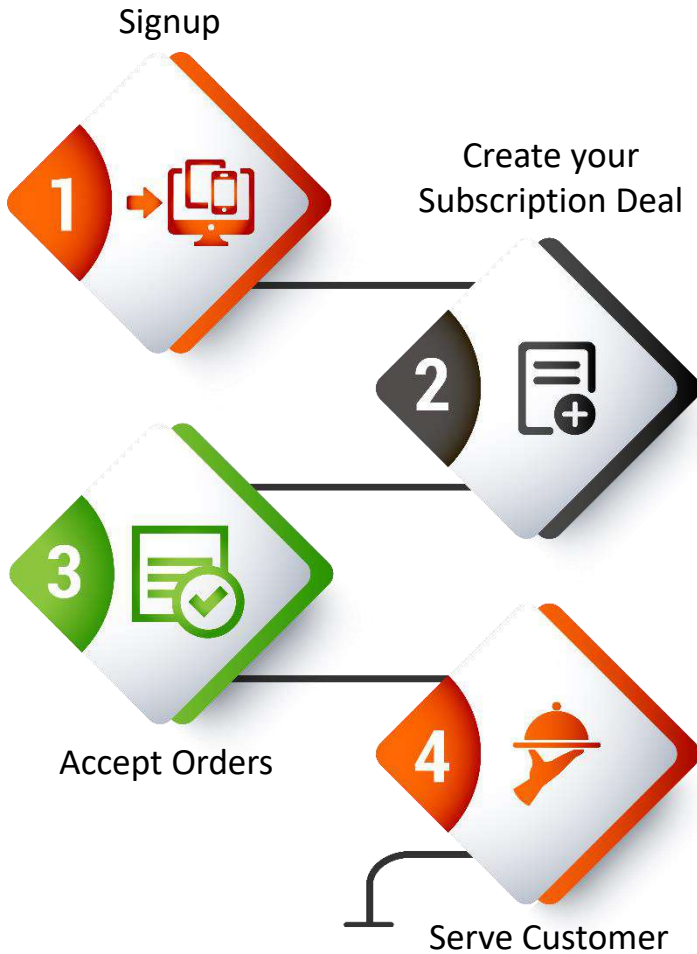 Signup
1
Create your
Subscription Deal
2
3
Accept Orders
4
Serve Customer